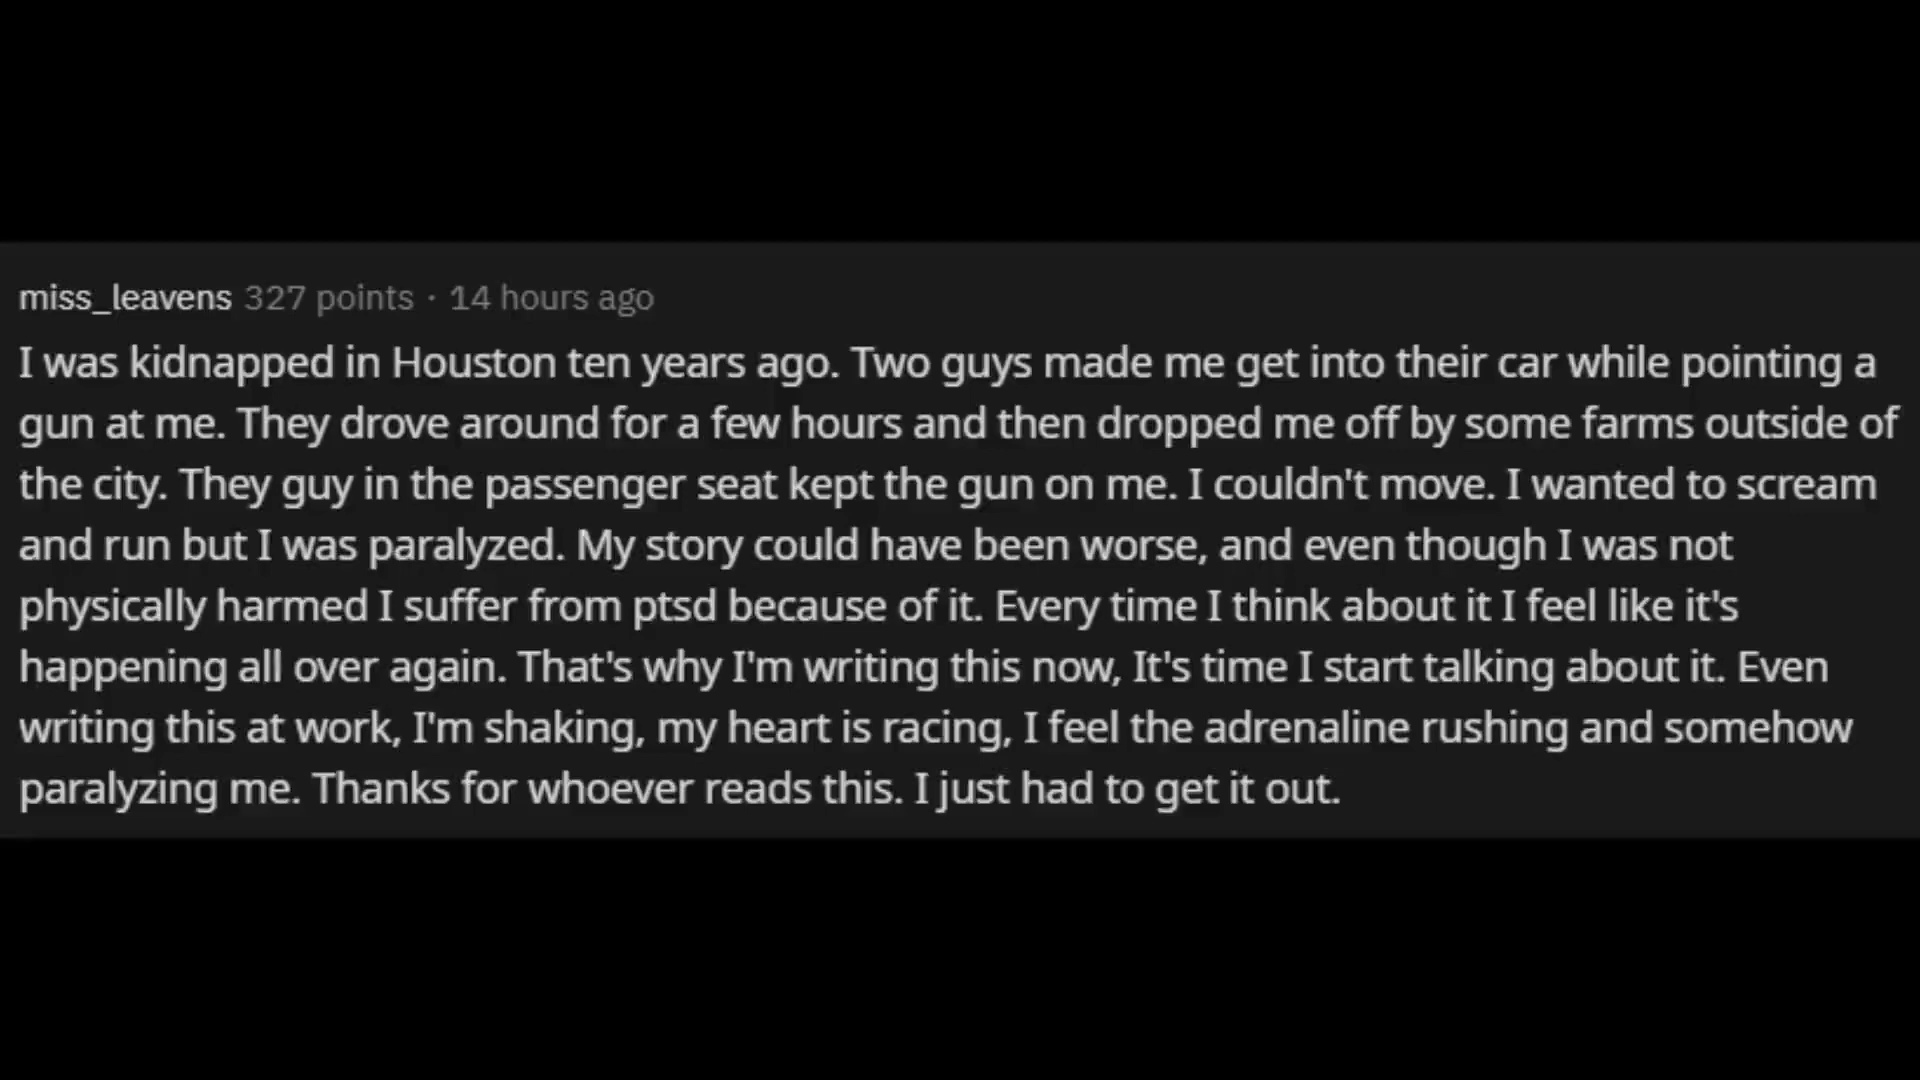 miss_leavens 327 points · 14 hours ago
I was kidnapped in Houston ten years ago. Two guys made me get into their car while pointing a
gun at me. They drove around for a few hours and then dropped me off by some farms outside of
the city. They guy in the passenger seat kept the gun on me. I couldn't move. I wanted to scream
and run but I was paralyzed. My story could have been worse, and even though I was not
physically harmed I suffer from ptsd because of it. Every time I think about it I feel like it's
happening all over again. That's why I'm writing this now, It's time I start talking about it. Even
writing this at work, I'm shaking, my heart is racing, I feel the adrenaline rushing and somehow
paralyzing me. Thanks for whoever reads this. I just had to get it out.